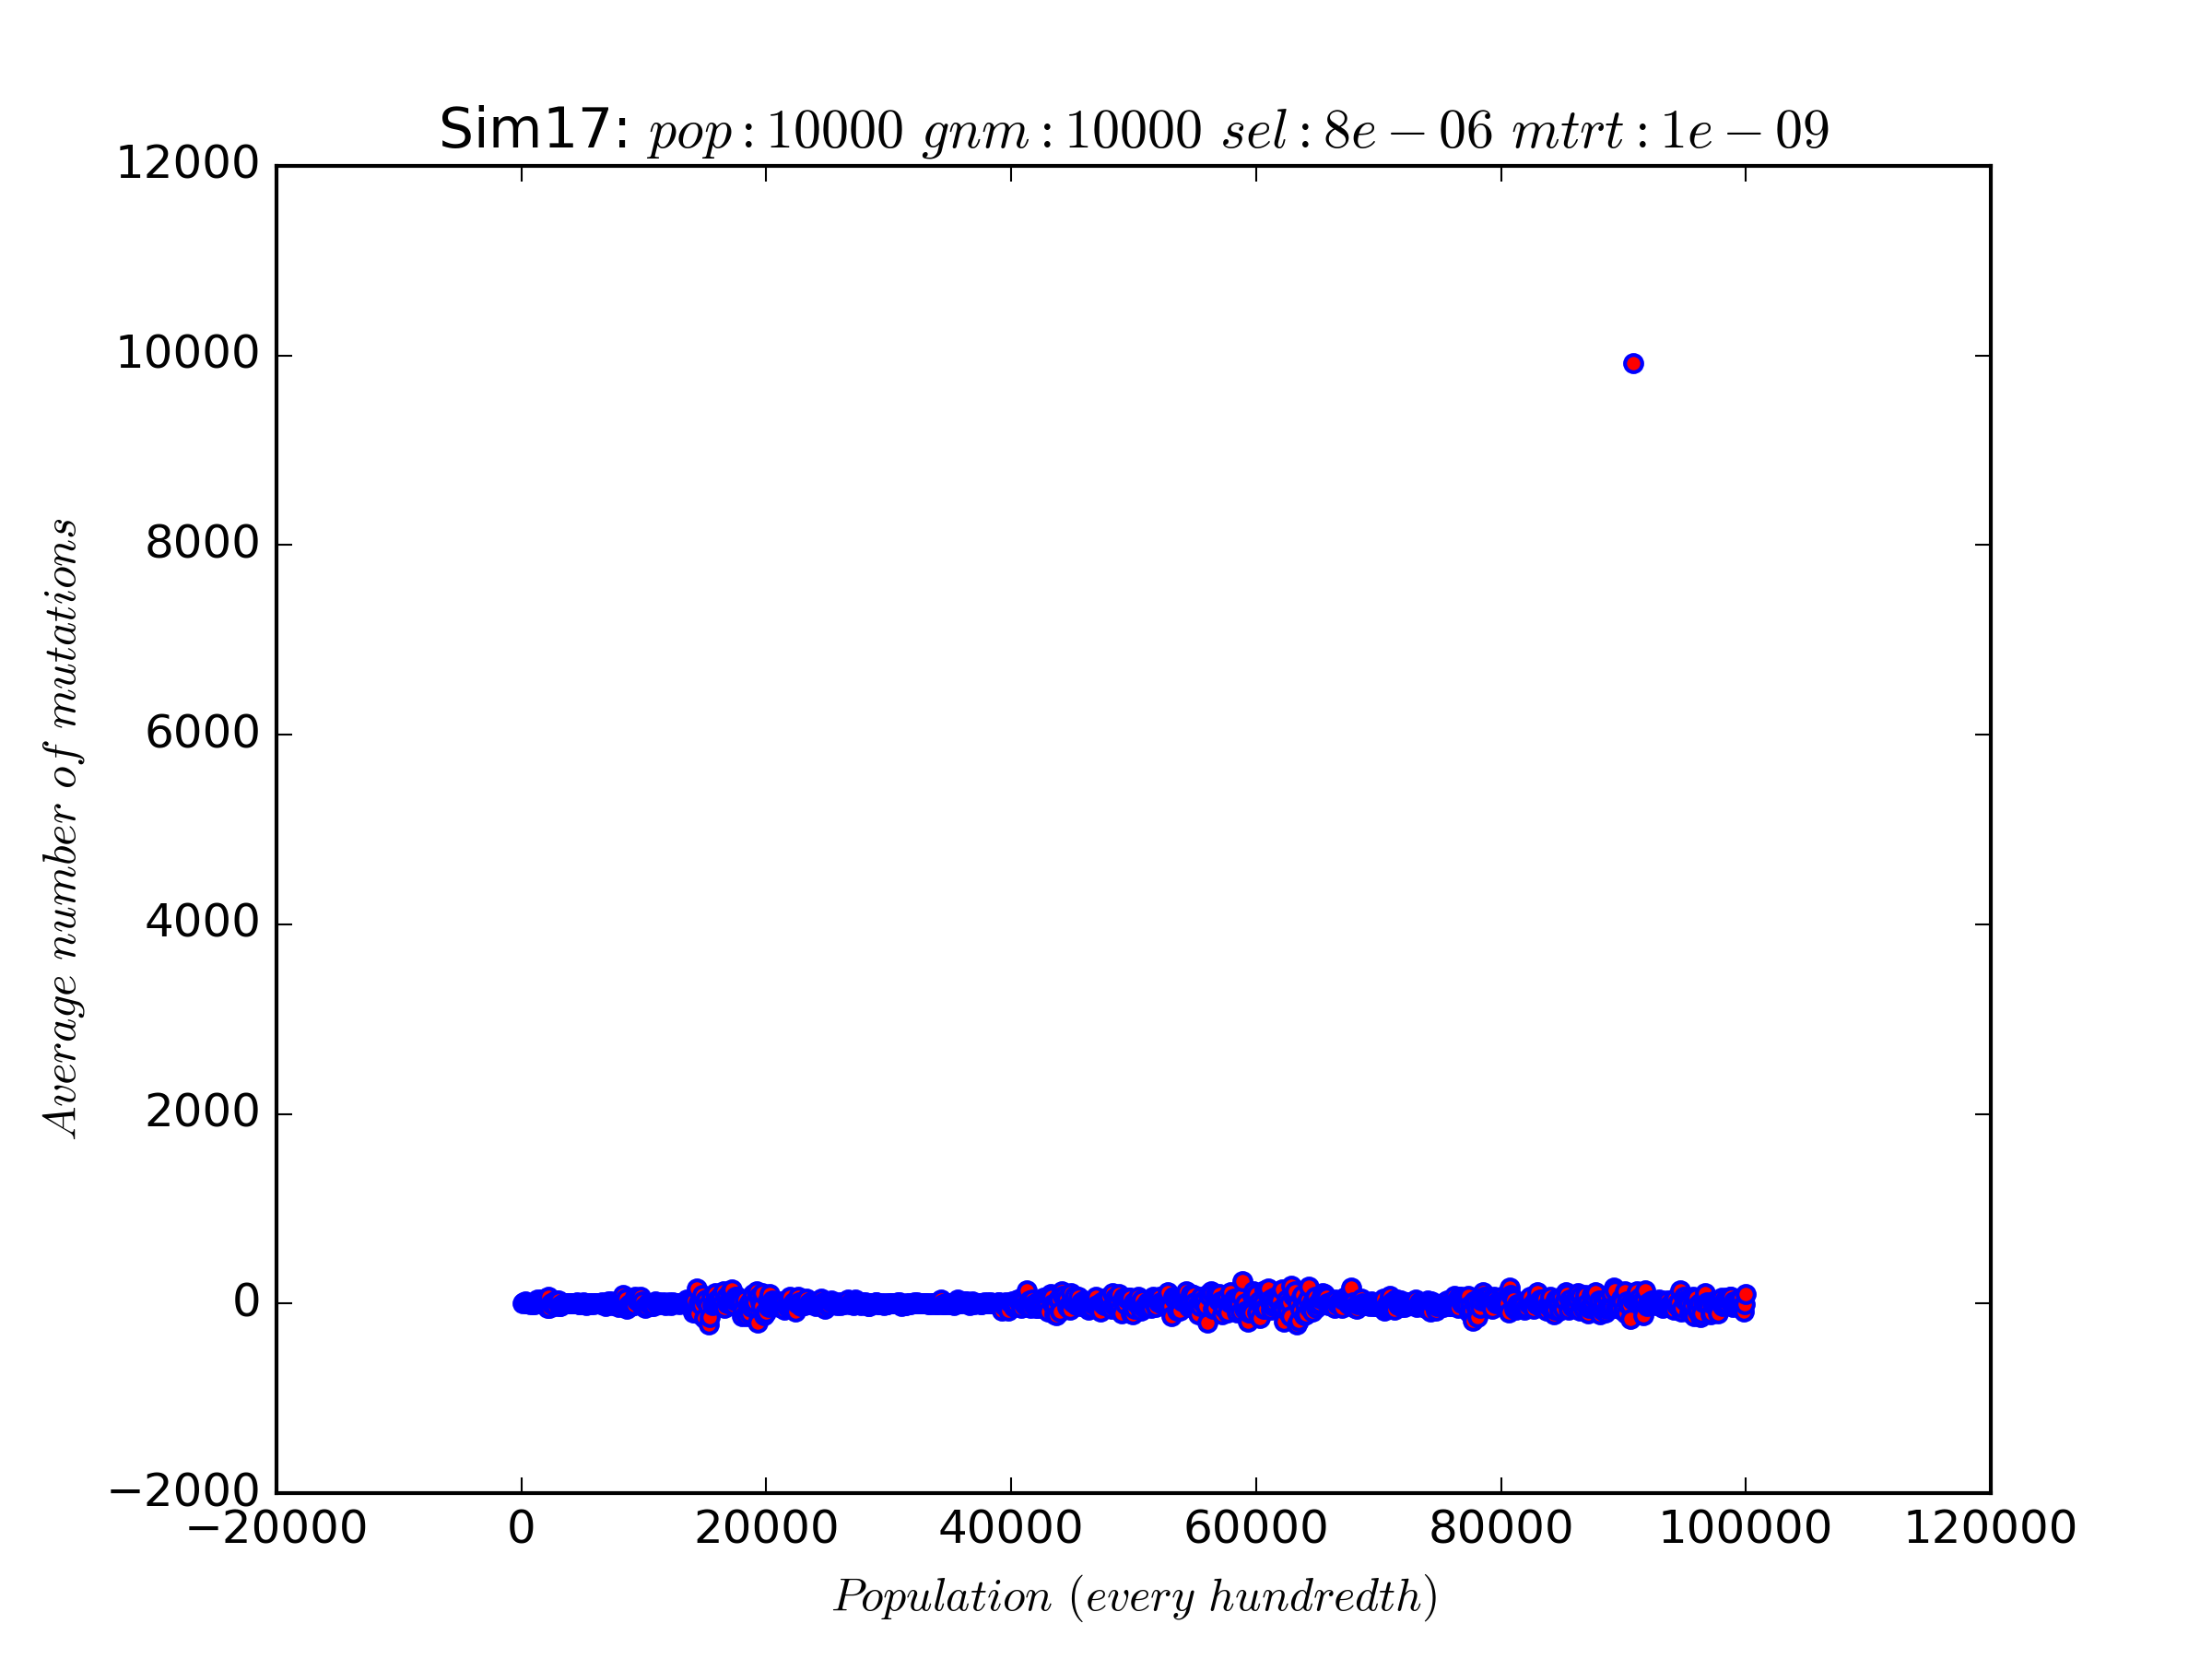 Sim17: pop : 10000 gnm : 10000 sel : 8e − 06 mtrt : 1e − 09
12000
10000
8000
6000
4000
2000
0
−2000
Average number of mutations
−20000 0 20000 40000 60000 80000 100000 120000
Population (every hundredth)